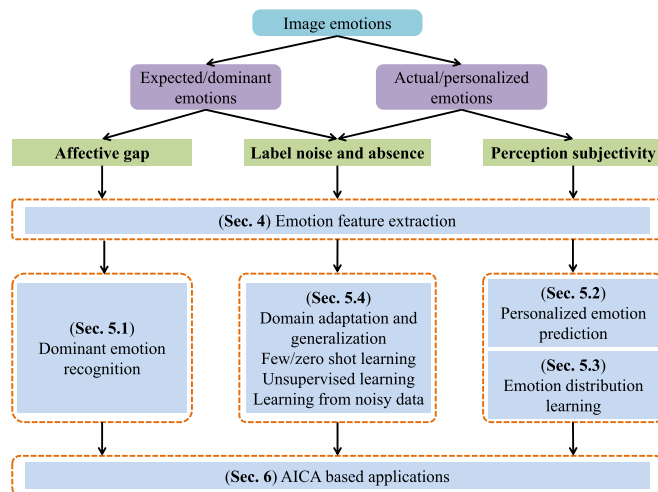 Image emotions
Expected/dominant
emotions
Actual/personalized
emotions
Affective gap
Label noise and absence
Perception subjectivity
(Sec. 4) Emotion feature extraction
(Sec. 5.1)
Dominant emotion
recognition
(Sec. 5.4)
Domain adaptation and
generalization
Few/zero shot learning
Unsupervised learning
Learning from noisy data
(Sec. 5.2)
Personalized emotion
prediction
(Sec. 5.3)
Emotion distribution
learning
(Sec. 6) AICA based applications